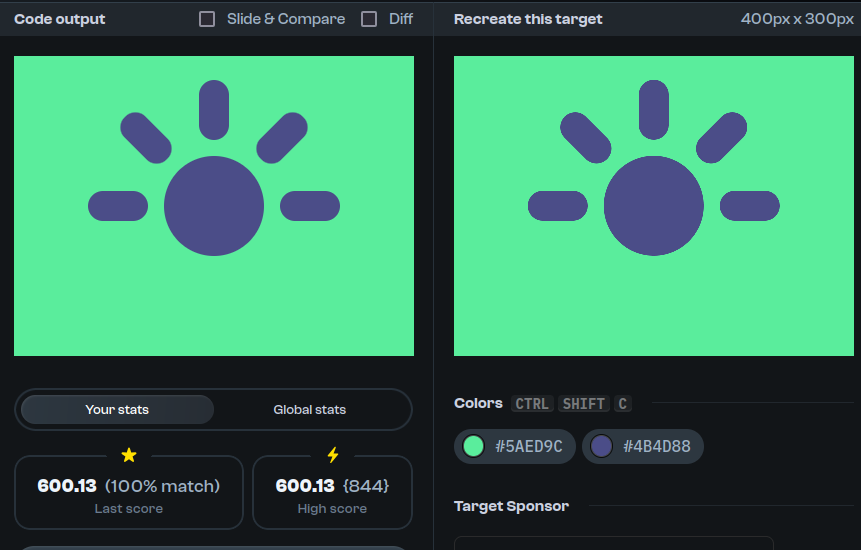 Code output
Slide & Compare
Diff
Recreate this target
400px x 300px
Your stats
Global stats
600.13 (100% match)
Last score
600.13 {844}
High score
Colors CTRL SHIFT C
#5AED9C
#4B4D88
Target Sponsor